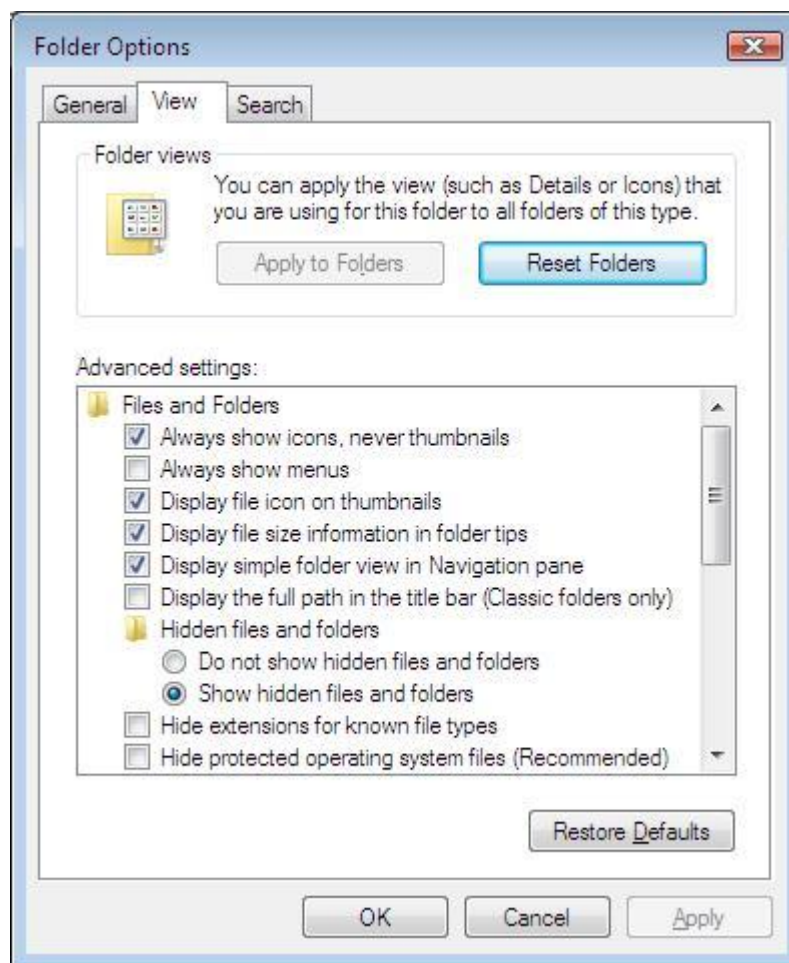 Folder Options
General View Search
Folder views
You can apply the view (such as Details or Icons) that
you are using for this folder to all folders of this type.
Apply to Folders Reset Folders
Advanced settings:
Files and Folders
Always show icons, never thumbnails
Always show menus
Display file icon on thumbnails
Display file size information in folder tips
Display simple folder view in Navigation pane
Display the full path in the title bar (Classic folders only)
Hidden files and folders
Do not show hidden files and folders
Show hidden files and folders
Hide extensions for known file types
Hide protected operating system files (Recommended)
Restore Defaults
OK Cancel Apply